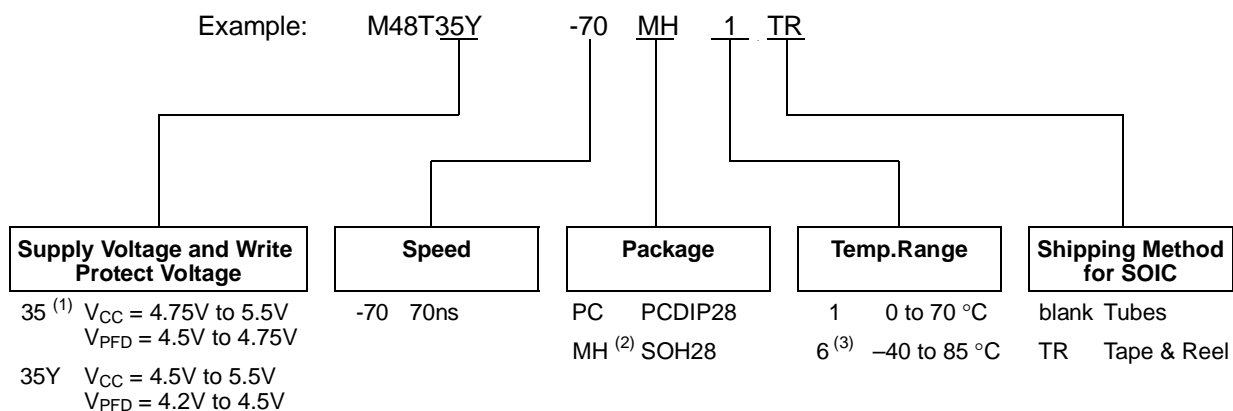 Example: M48T35Y -70 MH 1 TR
Supply Voltage and Write
Protect Voltage
35 (1) VCC = 4.75V to 5.5V
VPFD = 4.5V to 4.75V
35Y VCC = 4.5V to 5.5V
VPFD = 4.2V to 4.5V
Speed
-70 70ns
Package
PC PCDIP28
MH (2) SOH28
Temp.Range
1 0 to 70 °C
6 (3) –40 to 85 °C
Shipping Method
for SOIC
blank Tubes
TR Tape & Reel